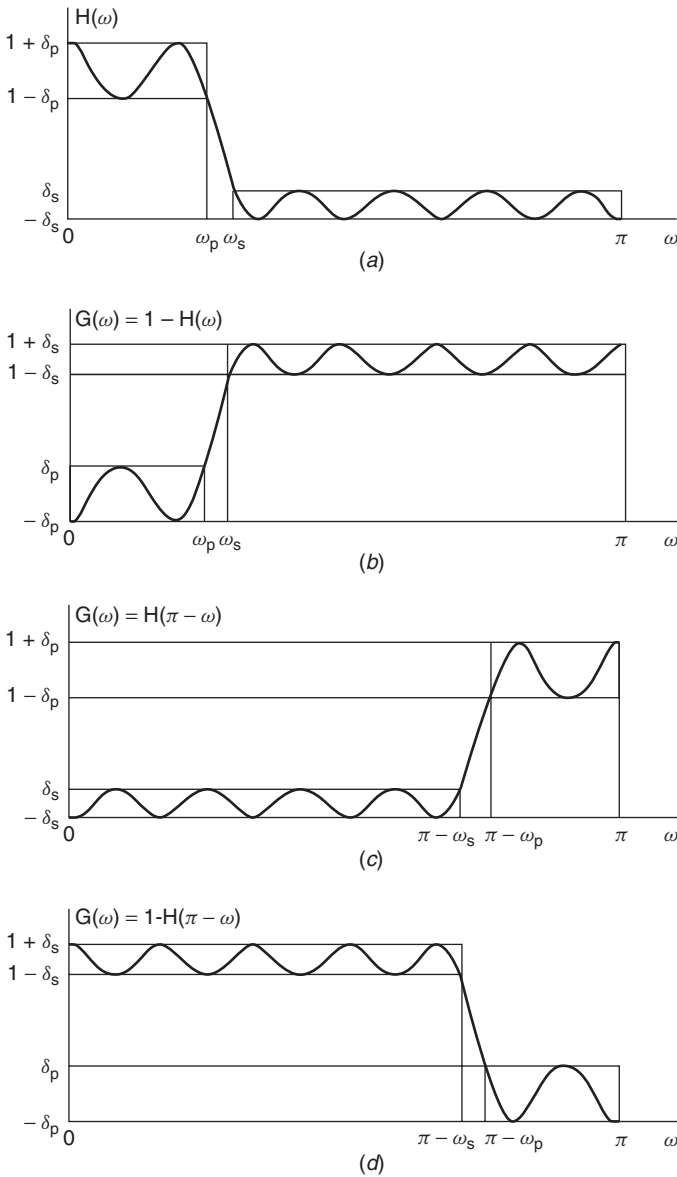 H(ω)
1 + δp
1 − δp
δs
− δs
0
ωp ωs
π
ω
(a)
G(ω) = 1 − H(ω)
1 + δs
1 − δs
δp
− δp
0
ωp ωs
π
ω
(b)
G(ω) = H(π − ω)
1 + δp
1 − δp
δs
− δs
0
π − ωs
π − ωp
π
ω
(c)
G(ω) = 1-H(π − ω)
1 + δs
1 − δs
δp
− δp
0
π − ωs
π − ωp
π
ω
(d)